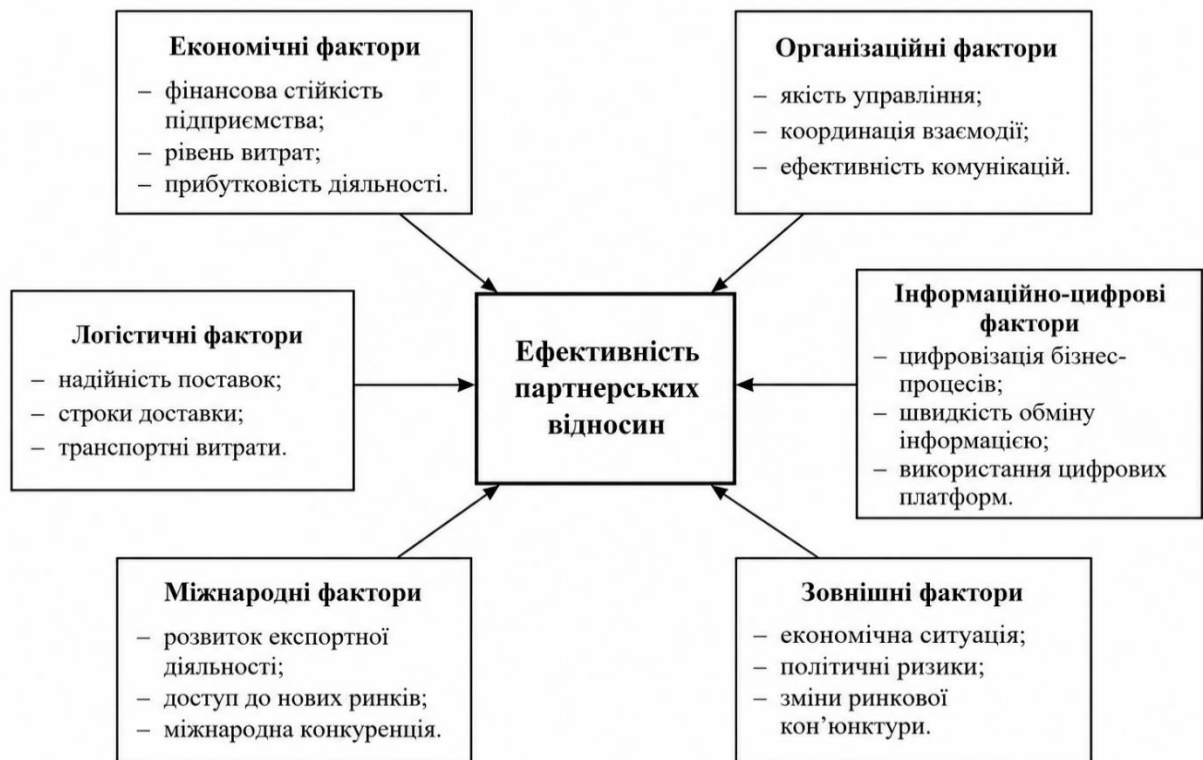 Економічні фактори
– фінансова стійкість
підприємства;
– рівень витрат;
– прибутковість діяльності.
Організаційні фактори
– якість управління;
– координація взаємодії;
– ефективність комунікацій.
Логістичні фактори
– надійність поставок;
– строки доставки;
– транспортні витрати.
Ефективність
партнерських
відносин
Інформаційно-цифрові
фактори
– цифровізація бізнес-
процесів;
– швидкість обміну
інформацією;
– використання цифрових
платформ.
Міжнародні фактори
– розвиток експортної
діяльності;
– доступ до нових ринків;
– міжнародна конкуренція.
Зовнішні фактори
– економічна ситуація;
– політичні ризики;
– зміни ринкової
кон’юнктури.